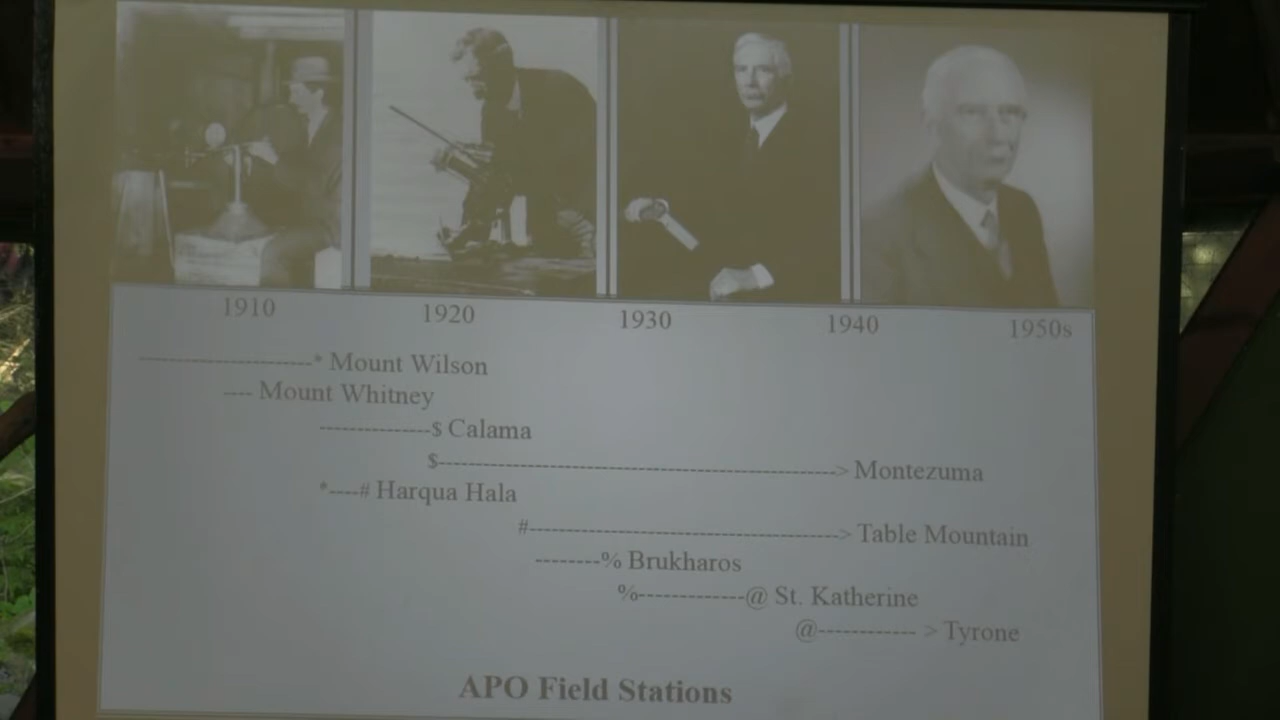 1910 1920 1930 1940 1950s
--------------------* Mount Wilson
---- Mount Whitney
--------------$ Calama
$--------------------------------------------------> Montezuma
*----# Harqua Hala
#---------------------------------------> Table Mountain
--------% Brukharos
%-------------@ St. Katherine
@------------ > Tyrone
APO Field Stations